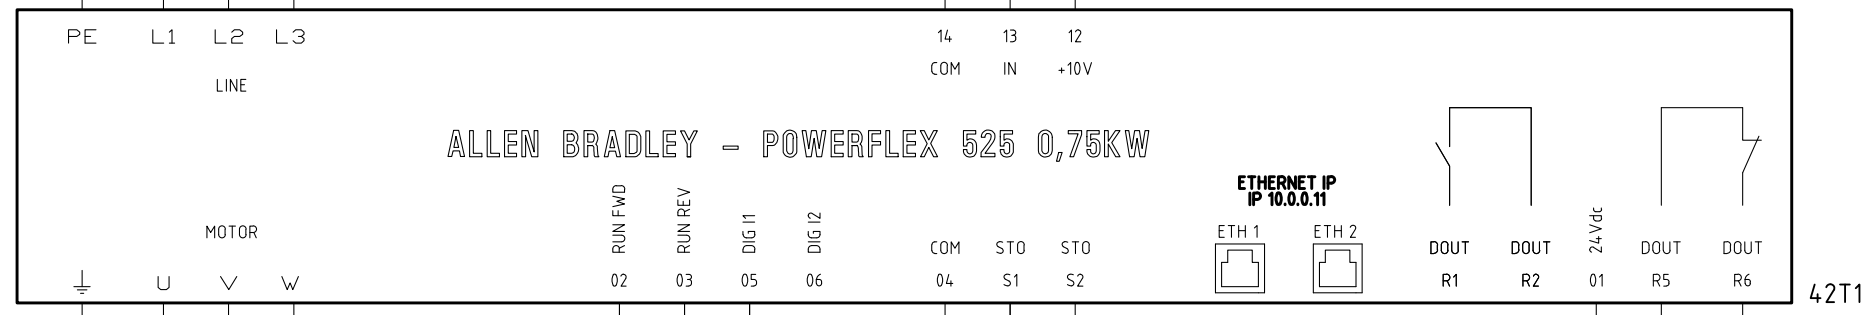 PE L1 L2 L3 14 13 12
COM IN +10V
LINE
ALLEN BRADLEY - POWERFLEX 525 0,75KW
ETHERNET IP
IP 10.0.0.11
RUN FWD
RUN REV
DIG I1
DIG I2
24Vdc
MOTOR ETH 1 ETH 2
COM STO STO DOUT DOUT DOUT DOUT
U V W 02 03 05 06 04 S1 S2 R1 R2 01 R5 R6
42T1